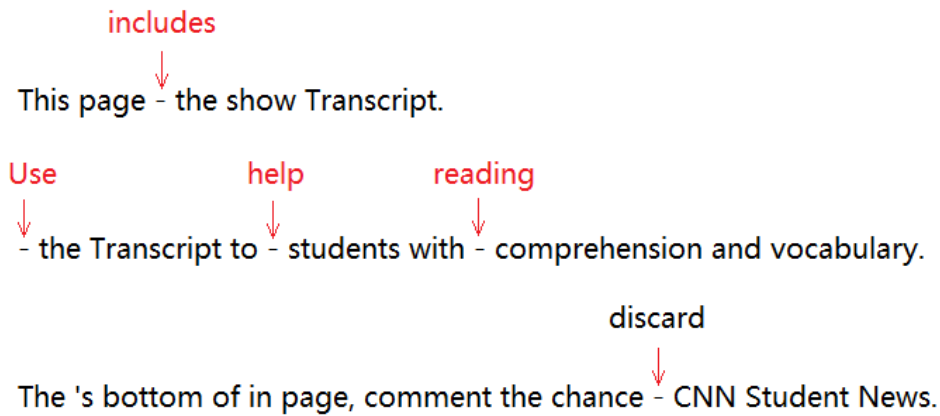 includes
This page - the show Transcript.
Use help reading
- the Transcript to - students with - comprehension and vocabulary.
discard
The 's bottom of in page, comment the chance - CNN Student News.